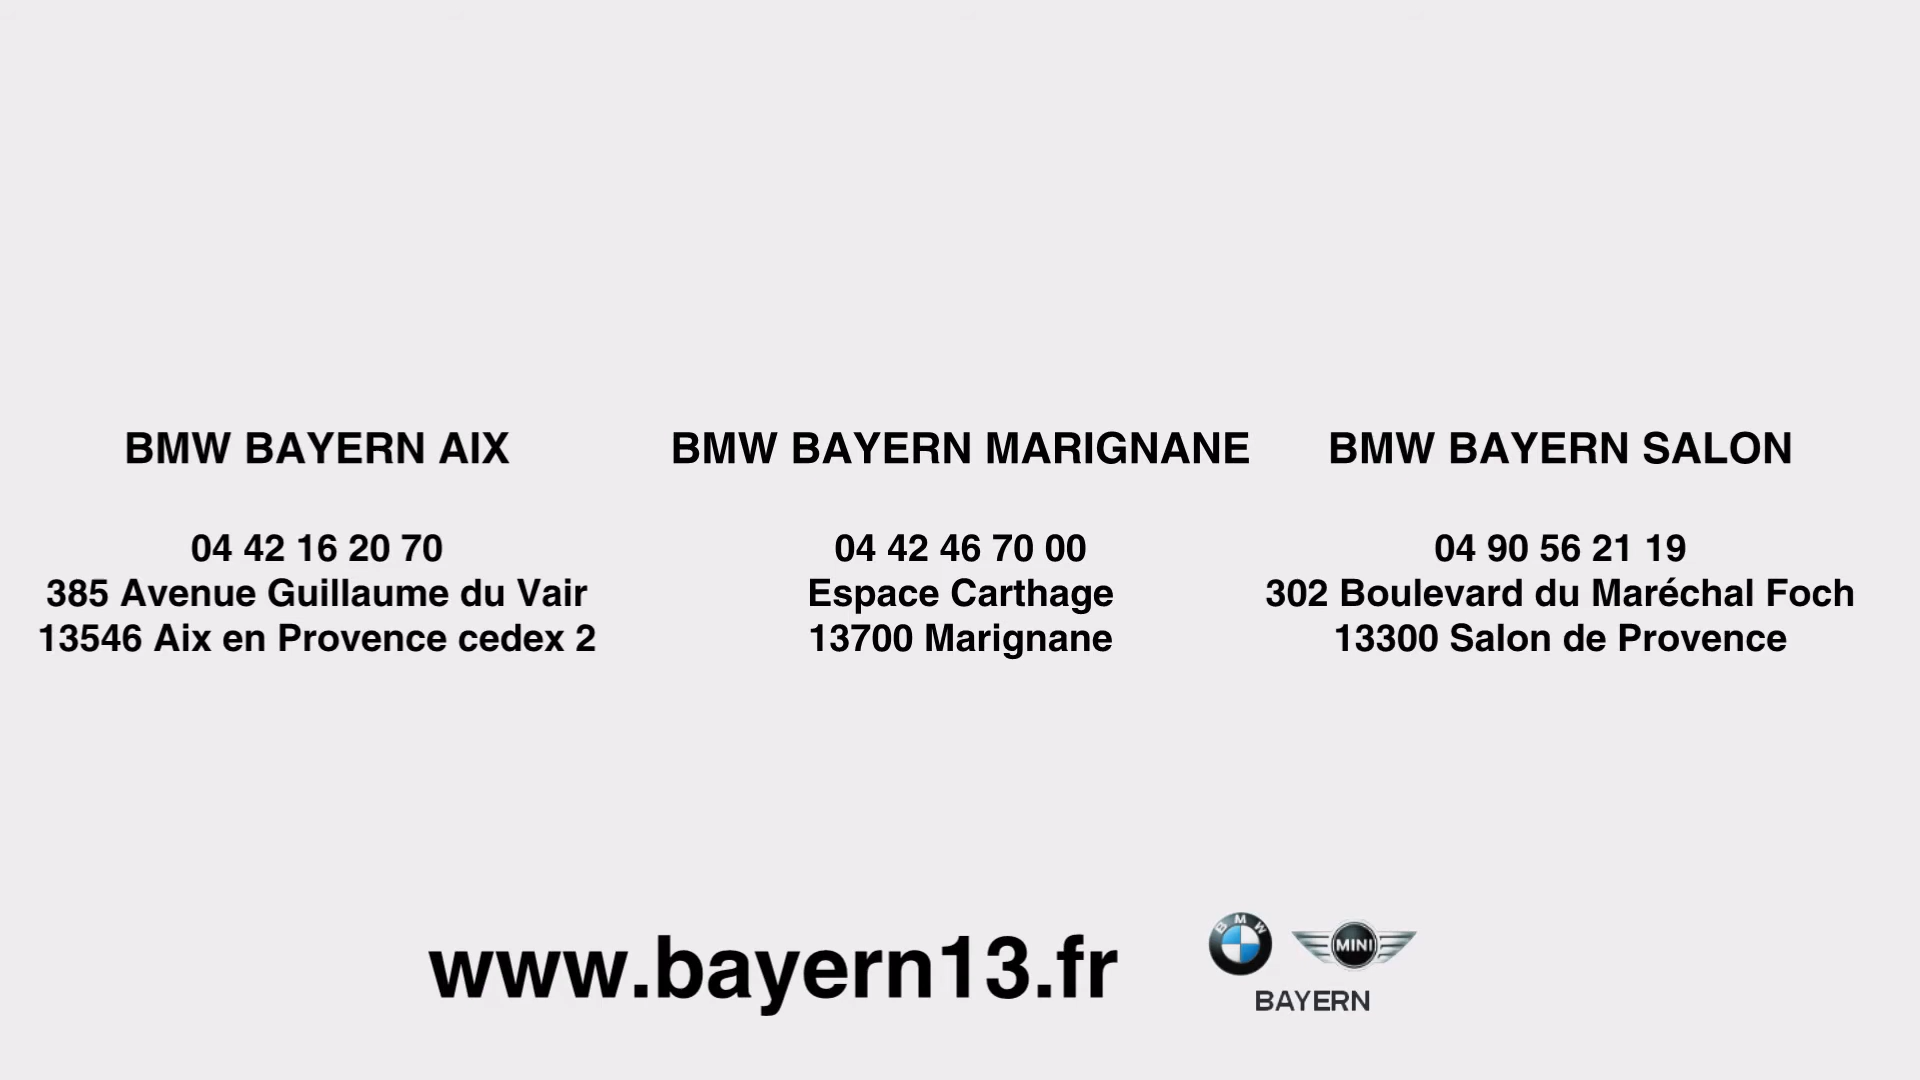 BMW BAYERN AIX
04 42 16 20 70
385 Avenue Guillaume du Vair
13546 Aix en Provence cedex 2
BMW BAYERN MARIGNANE
04 42 46 70 00
Espace Carthage
13700 Marignane
BMW BAYERN SALON
04 90 56 21 19
302 Boulevard du Maréchal Foch
13300 Salon de Provence
www.bayern13.fr
BMW
MINI
BAYERN